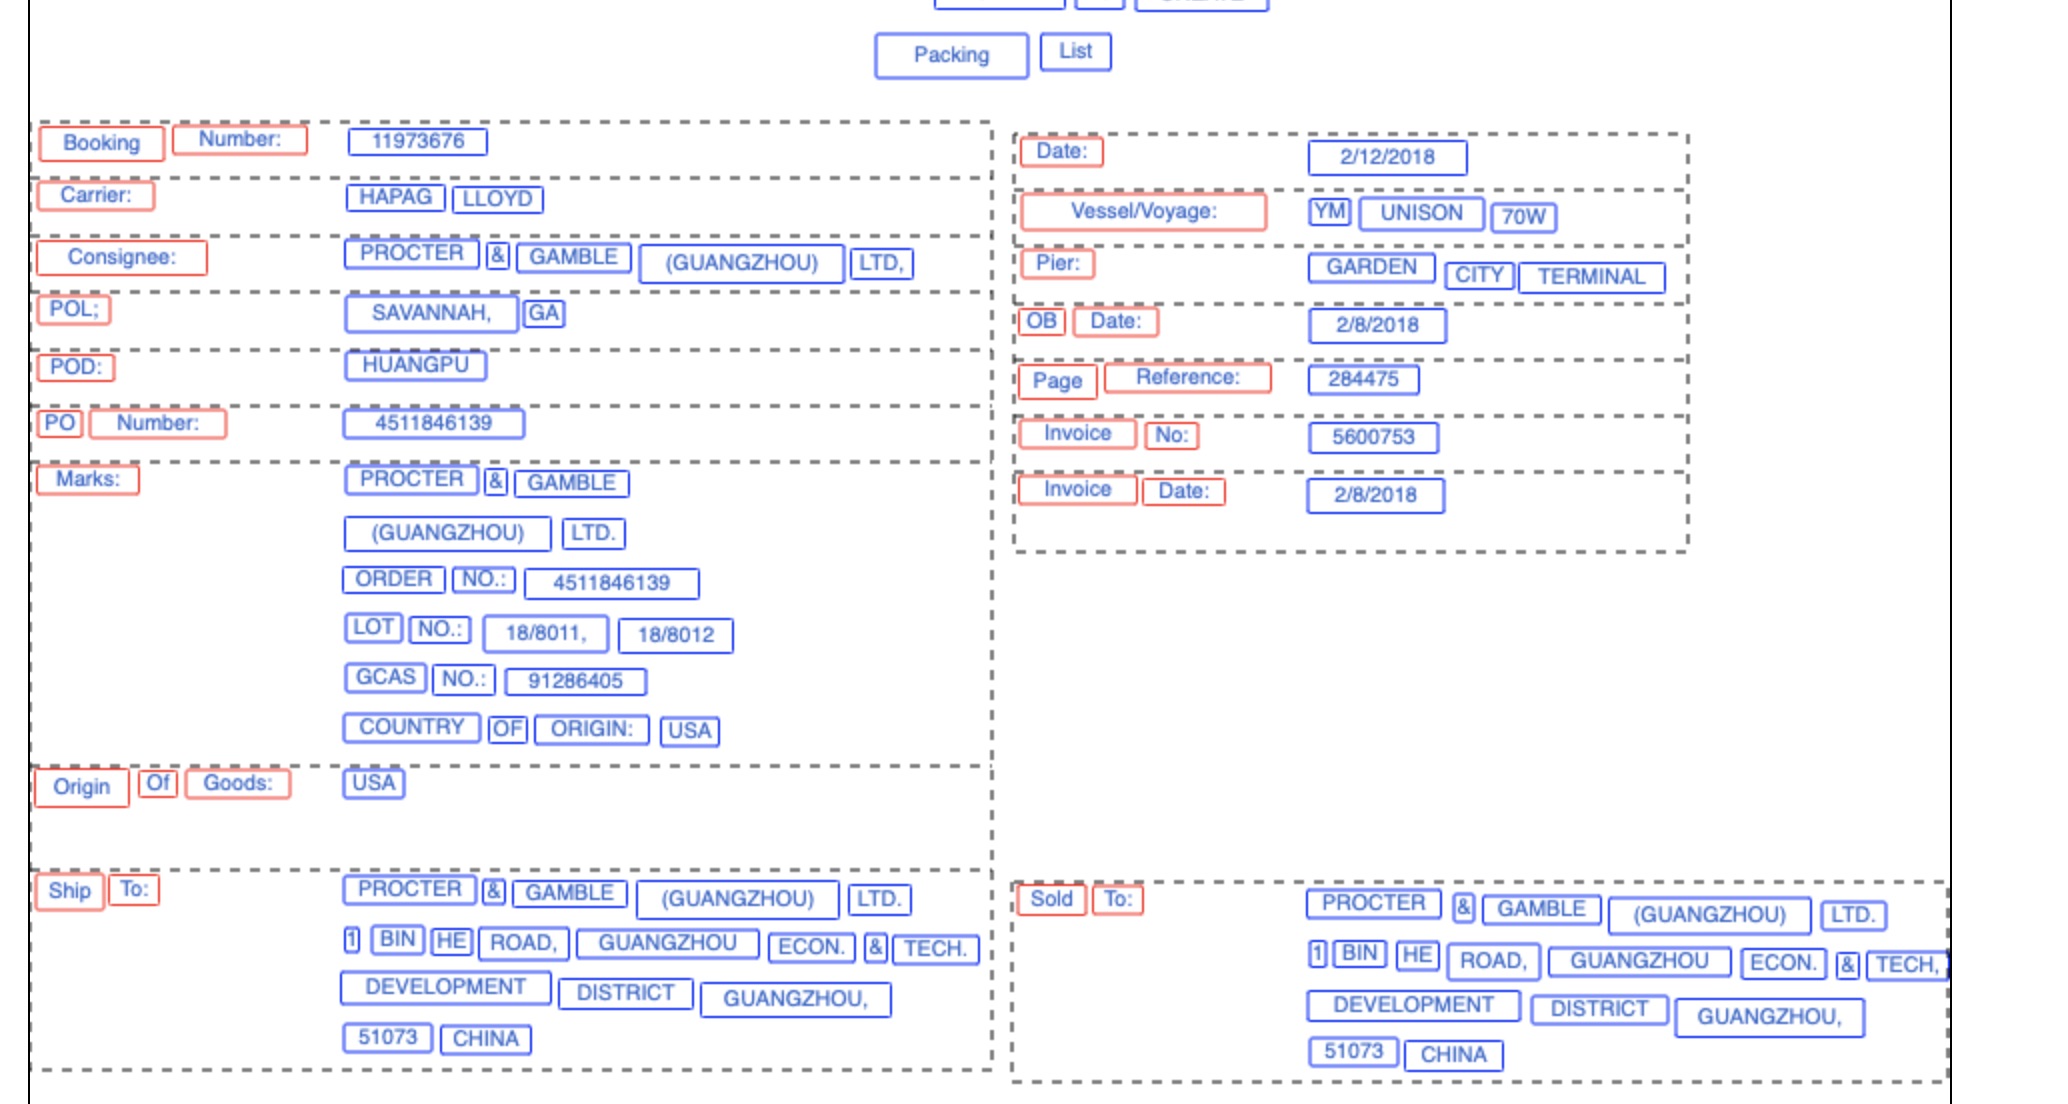 Packing List
Booking Number: 11973676
Carrier: HAPAG LLOYD
Consignee: PROCTER & GAMBLE (GUANGZHOU) LTD,
POL; SAVANNAH, GA
POD: HUANGPU
PO Number: 4511846139
Marks: PROCTER & GAMBLE
(GUANGZHOU) LTD.
ORDER NO.: 4511846139
LOT NO.: 18/8011, 18/8012
GCAS NO.: 91286405
COUNTRY OF ORIGIN: USA
Origin Of Goods: USA
Ship To: PROCTER & GAMBLE (GUANGZHOU) LTD.
1 BIN HE ROAD, GUANGZHOU ECON. & TECH.
DEVELOPMENT DISTRICT GUANGZHOU,
51073 CHINA
Date: 2/12/2018
Vessel/Voyage: YM UNISON 70W
Pier: GARDEN CITY TERMINAL
OB Date: 2/8/2018
Page Reference: 284475
Invoice No: 5600753
Invoice Date: 2/8/2018
Sold To: PROCTER & GAMBLE (GUANGZHOU) LTD.
1 BIN HE ROAD, GUANGZHOU ECON. & TECH,
DEVELOPMENT DISTRICT GUANGZHOU,
51073 CHINA